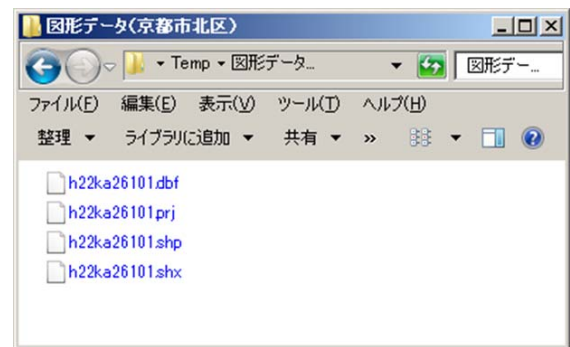 図形データ(京都市北区)
Temp 図形データ... 図形デー...
ファイル(F) 編集(E) 表示(V) ツール(T) ヘルプ(H)
整理 ライブラリに追加 共有 »
h22ka26101.dbf
h22ka26101.prj
h22ka26101.shp
h22ka26101.shx